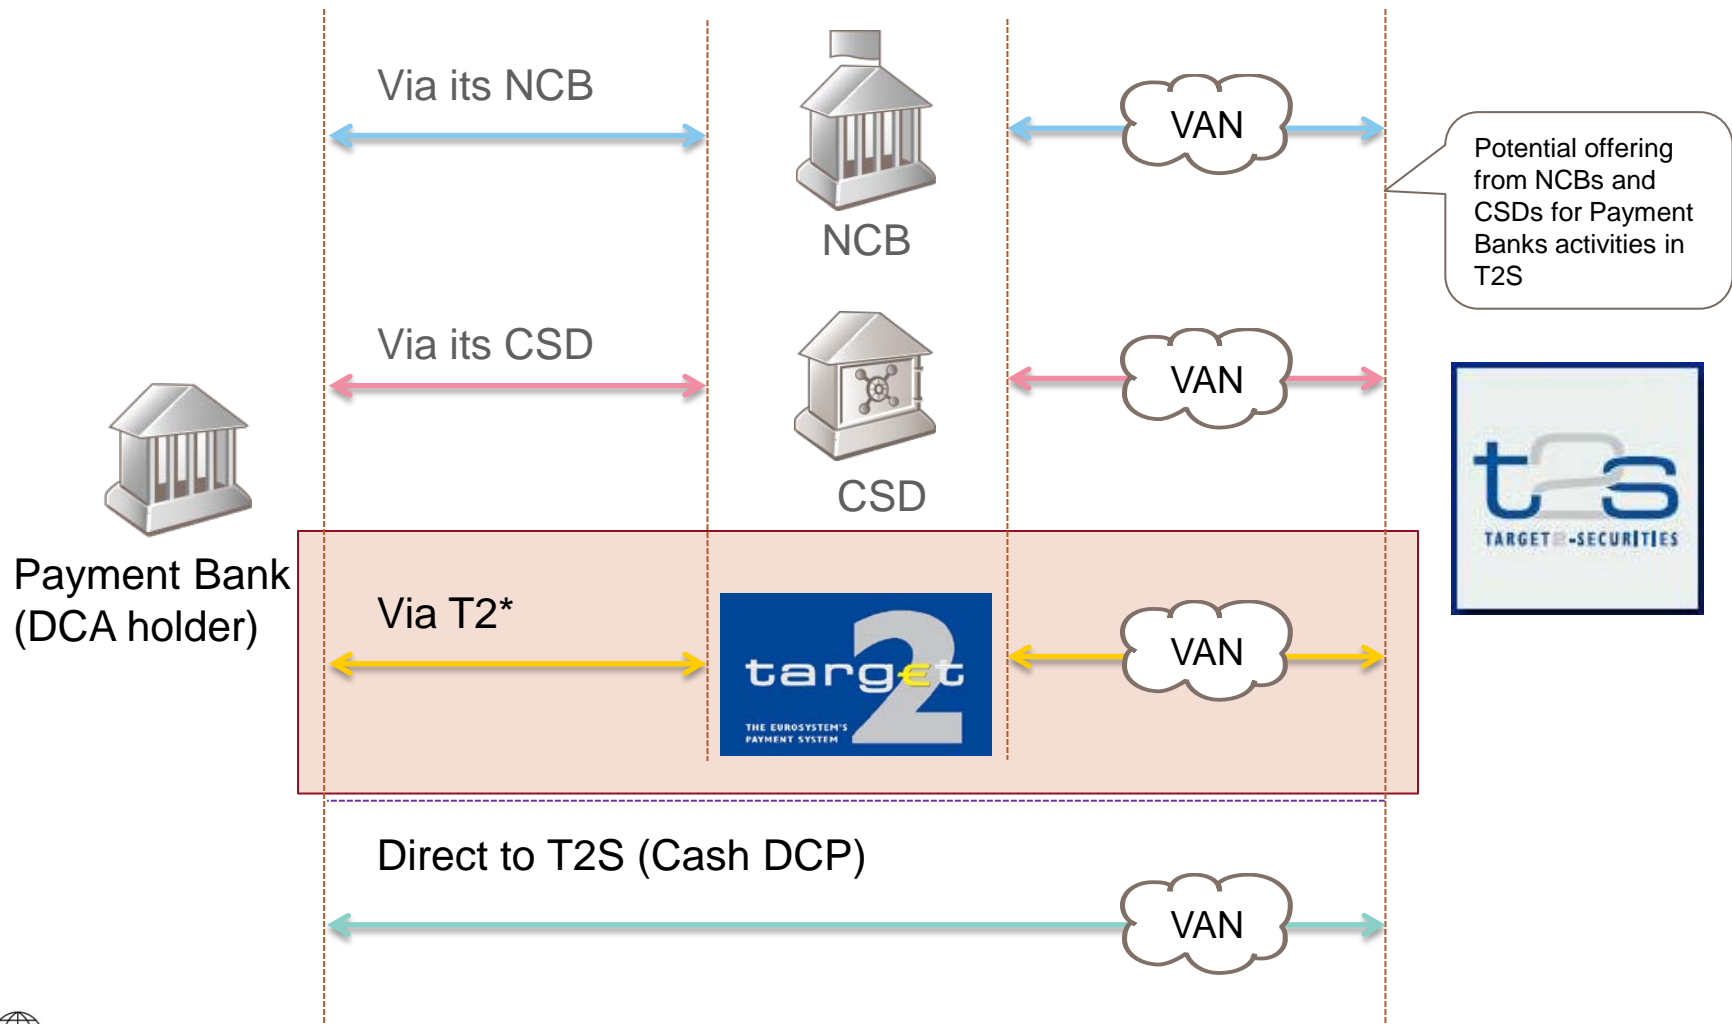 Via its NCB
VAN
NCB
Potential offering
from NCBs and
CSDs for Payment
Banks activities in
T2S
Via its CSD
VAN
CSD
t2s
TARGET2-SECURITIES
Payment Bank
(DCA holder)
Via T2*
target
2
THE EUROSYSTEM'S
PAYMENT SYSTEM
VAN
Direct to T2S (Cash DCP)
VAN